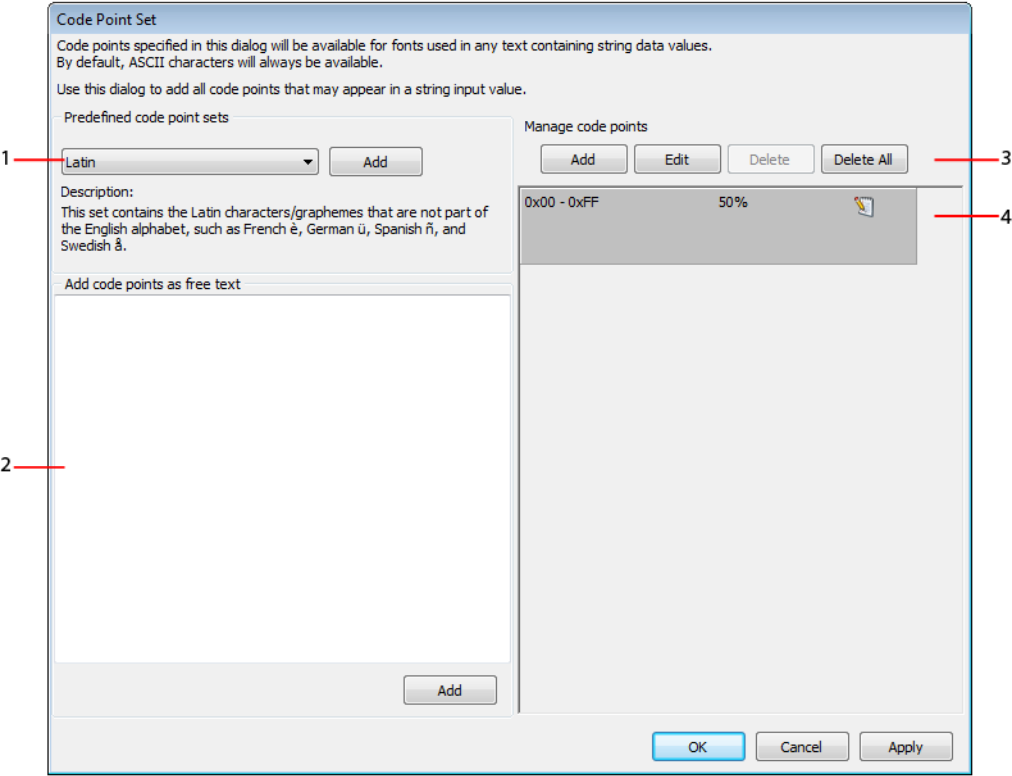 Code Point Set
Code points specified in this dialog will be available for fonts used in any text containing string data values.
By default, ASCII characters will always be available.
Use this dialog to add all code points that may appear in a string input value.
Predefined code point sets
1
Latin
Add
Description:
This set contains the Latin characters/graphemes that are not part of
the English alphabet, such as French è, German ü, Spanish ñ, and
Swedish å.
Add code points as free text
2
Add
Manage code points
Add Edit Delete Delete All
3
0x00 - 0xFF 50%
4
OK Cancel Apply